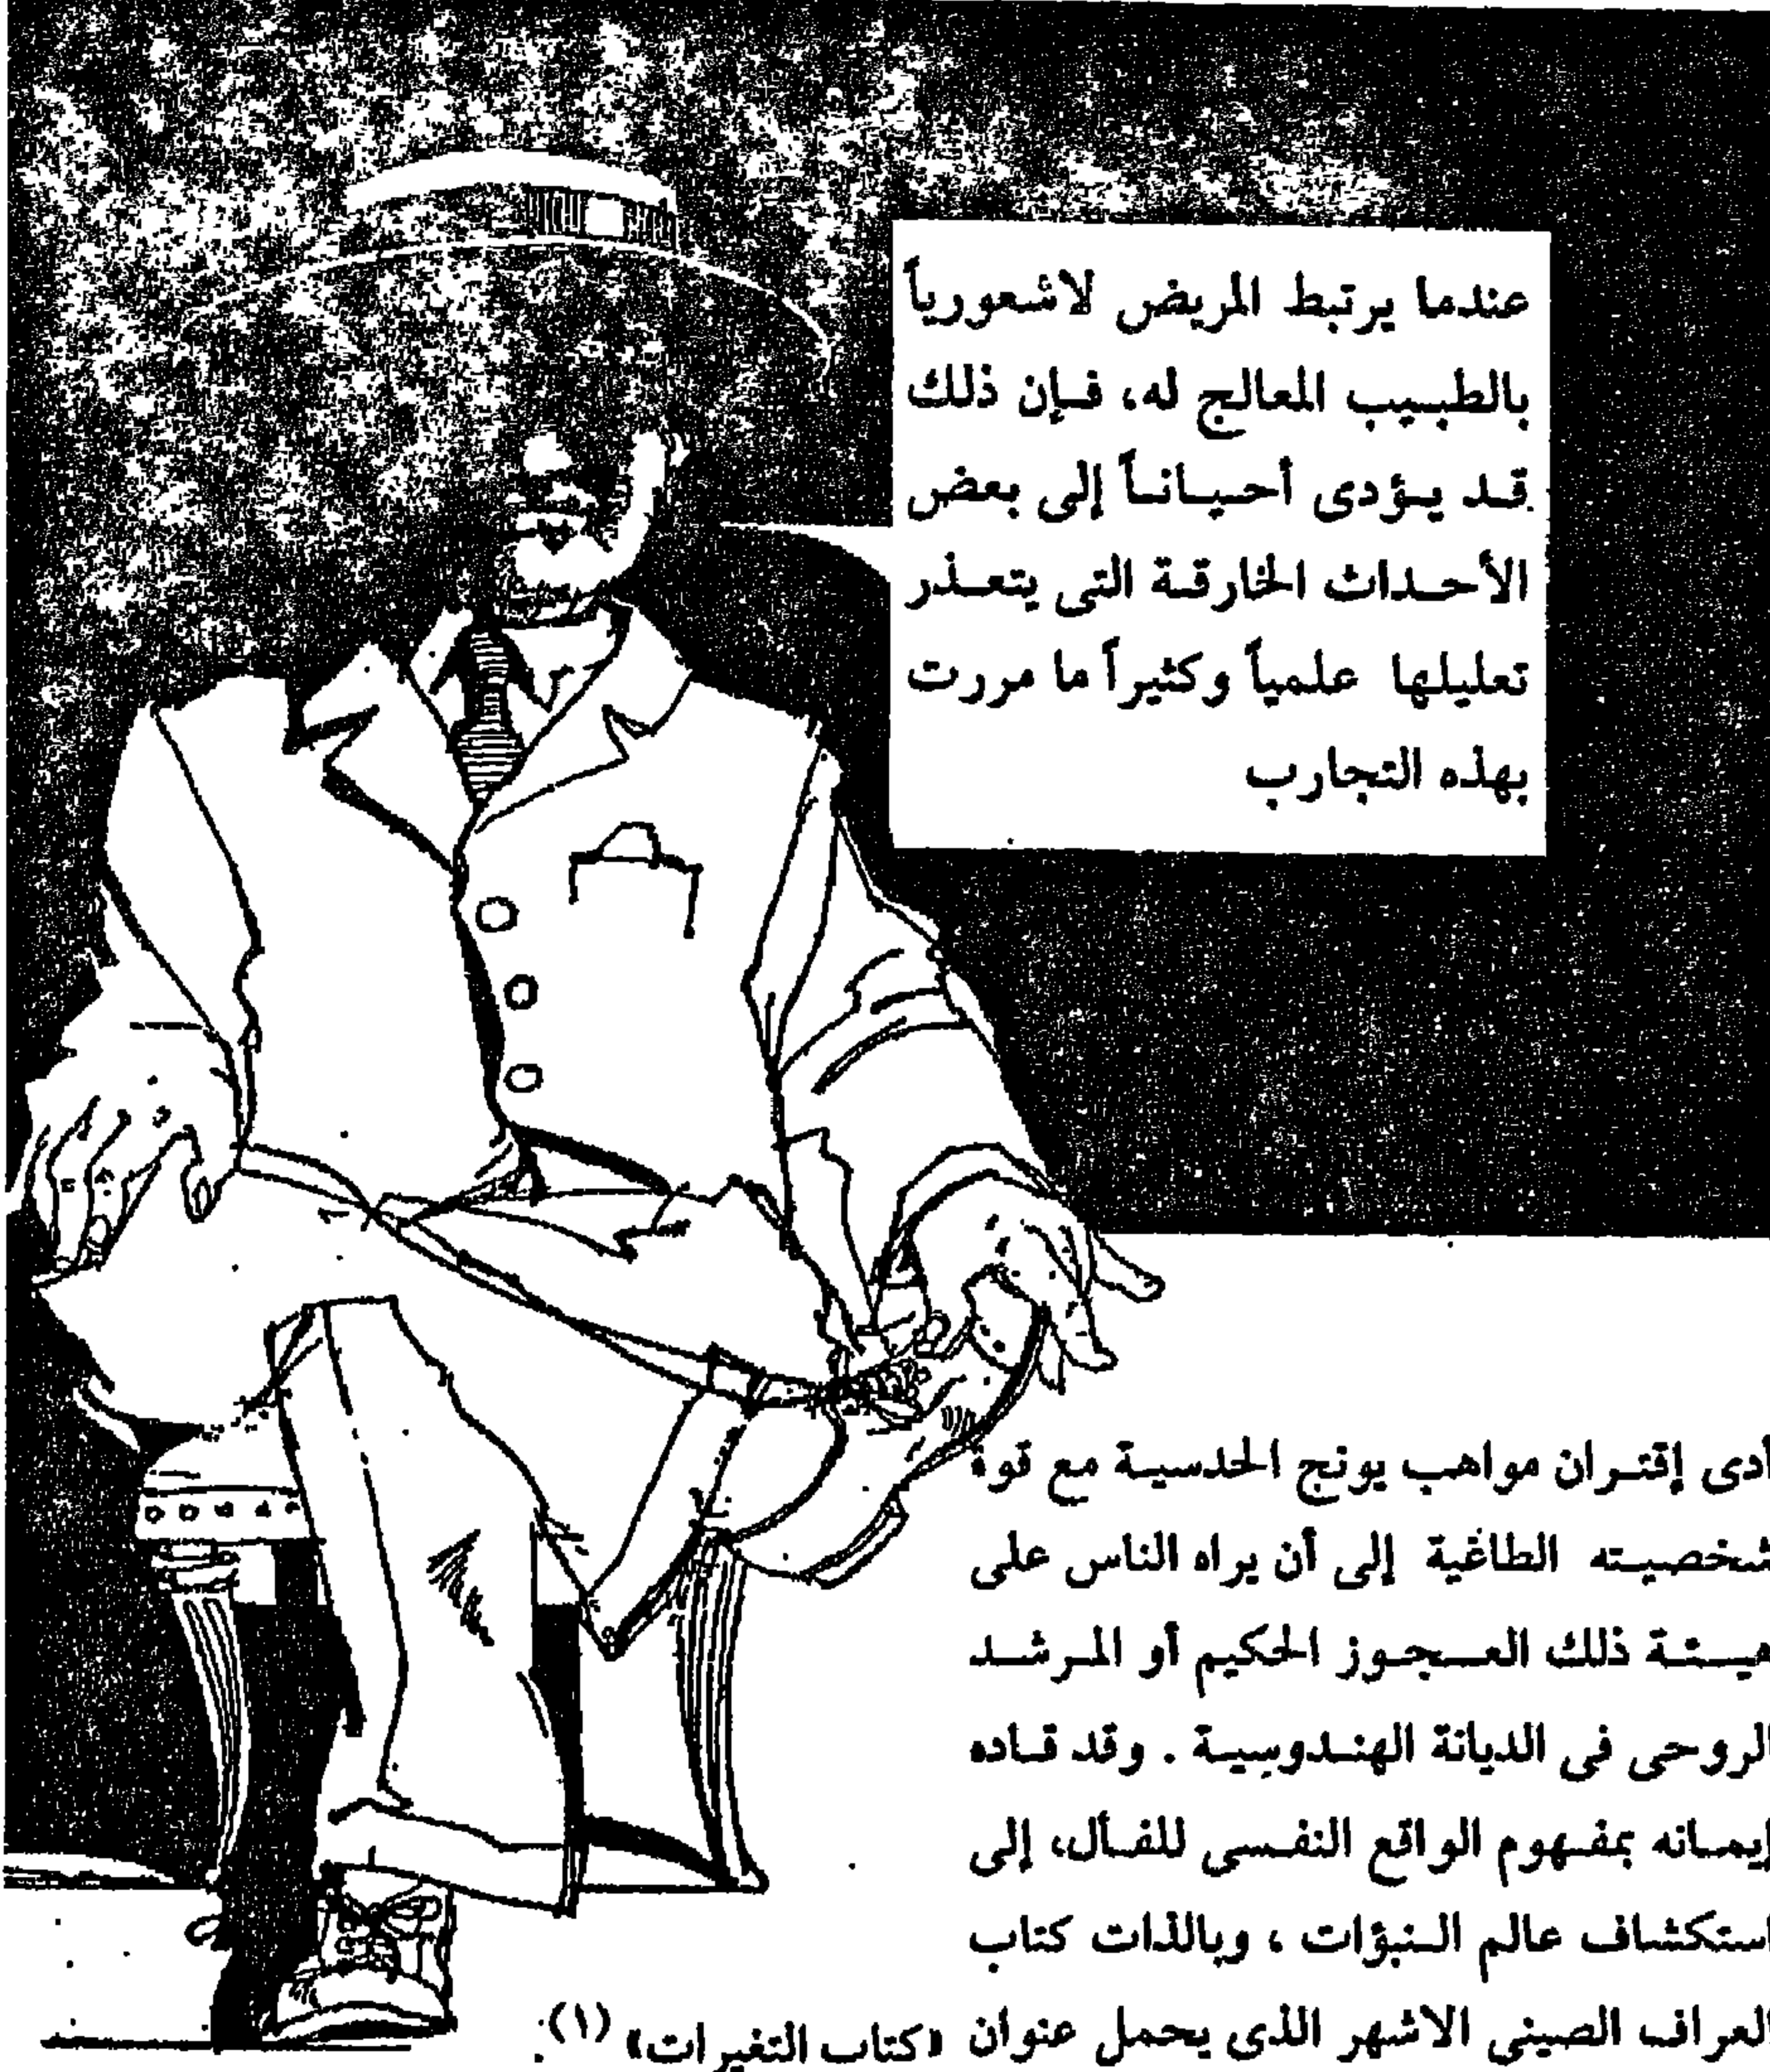 عندما يرتبط المريض لاشعورياً
بالطبيب المعالج له، فإن ذلك
قد يؤدى أحياناً إلى بعض
الأحداث الخارقة التى يتعذر
تعليلها علمياً وكثيراً ما مررت
بهذه التجارب
أدى إقتران مواهب يونج الحدسية مع قوة
شخصيته الطاغية إلى أن يراه الناس على
هيئة ذلك العجوز الحكيم أو المرشد
الروحى فى الديانة الهندوسية . وقد قاده
إيمانه بمفهوم الواقع النفسى للفأل، إلى
استكشاف عالم النبؤات ، وبالذات كتاب
العراف الصينى الاشهر الذى يحمل عنوان «كتاب التغيرات» (١).